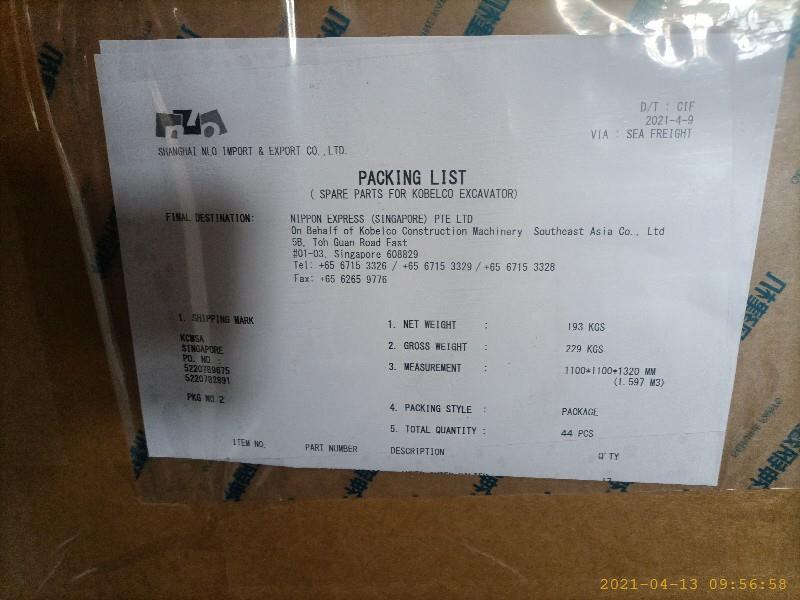 nZo
D/T : CIF
2021-4-9
VIA : SEA FREIGHT
SHANGHAI NLO IMPORT & EXPORT CO.,LTD.
PACKING LIST
( SPARE PARTS FOR KOBELCO EXCAVATOR)
FINAL DESTINATION: NIPPON EXPRESS (SINGAPORE) PTE LTD
On Behalf of Kobelco Construction Machinery Southeast Asia Co., Ltd
5B, Toh Guan Road East
#01-03, Singapore 608829
Tel: +65 6715 3326 / +65 6715 3329 / +65 6715 3328
Fax: +65 6265 9776
1. SHIPPING MARK
KCMSA
SINGAPORE
PO. NO :
5220789675
5220782891
PKG NO.2
1. NET WEIGHT : 193 KGS
2. GROSS WEIGHT : 229 KGS
3. MEASUREMENT : 1100*1100*1320 MM
(1.597 M3)
4. PACKING STYLE : PACKAGE
5. TOTAL QUANTITY : 44 PCS
ITEM NO. PART NUMBER DESCRIPTION Q'TY
2021-04-13 09:56:58